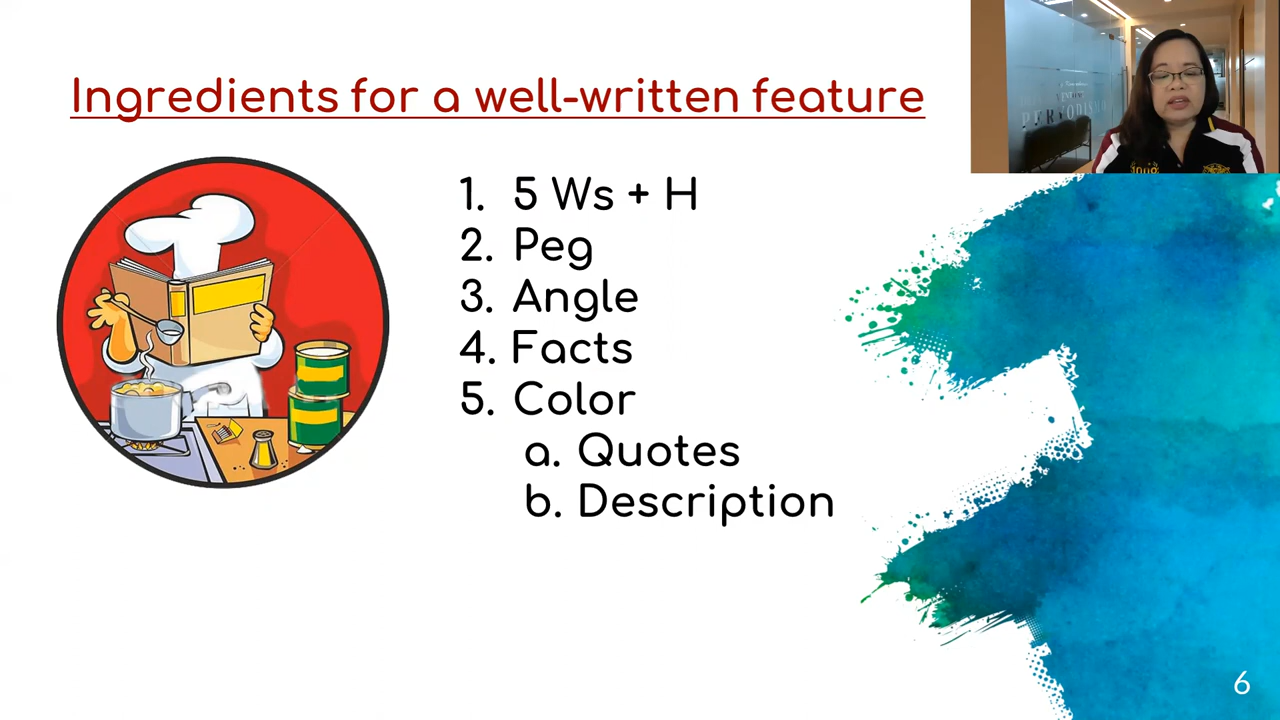 Ingredients for a well-written feature
1. 5 Ws + H
2. Peg
3. Angle
4. Facts
5. Color
a. Quotes
b. Description
6